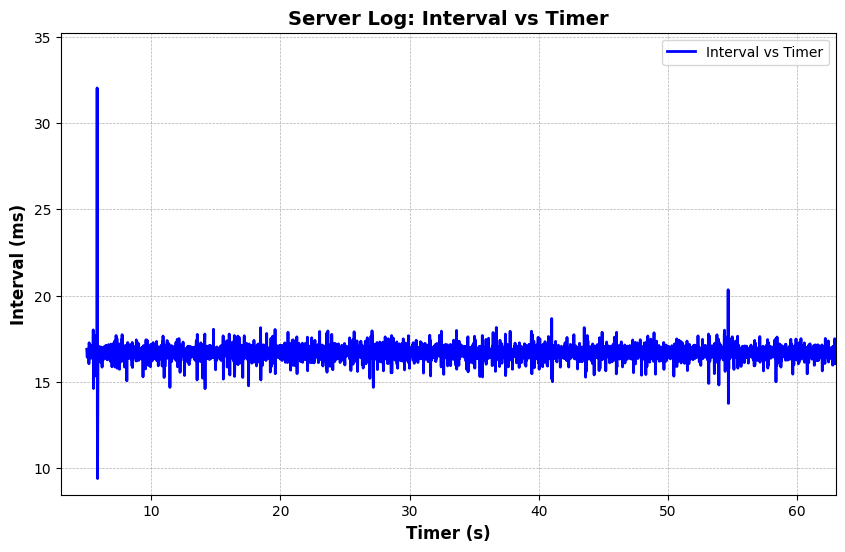 Server Log: Interval vs Timer
Interval vs Timer
35
30
25
20
15
10
Interval (ms)
10 20 30 40 50 60
Timer (s)